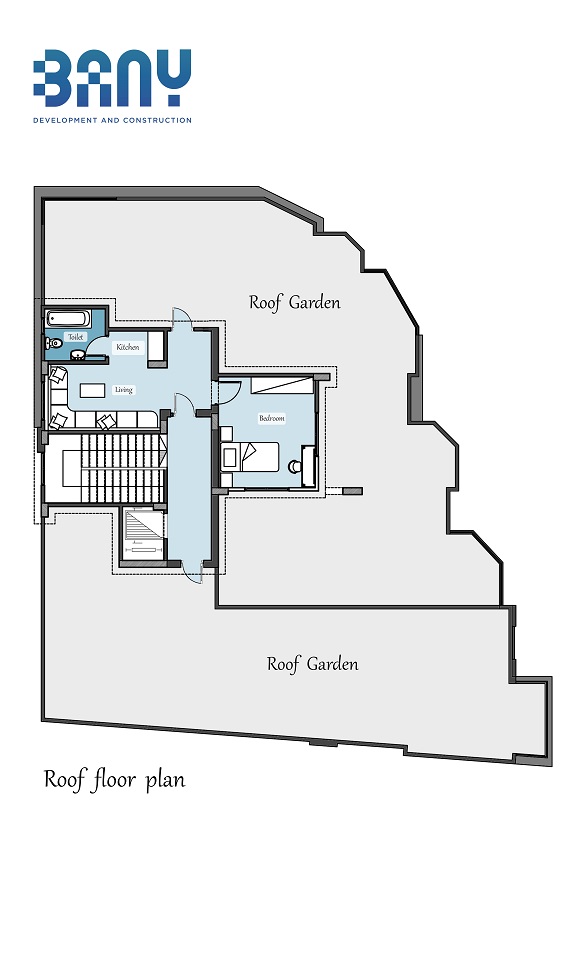 BANY
DEVELOPMENT AND CONSTRUCTION
Roof Garden
Toilet
Kitchen
Living
Bedroom
Roof Garden
Roof floor plan